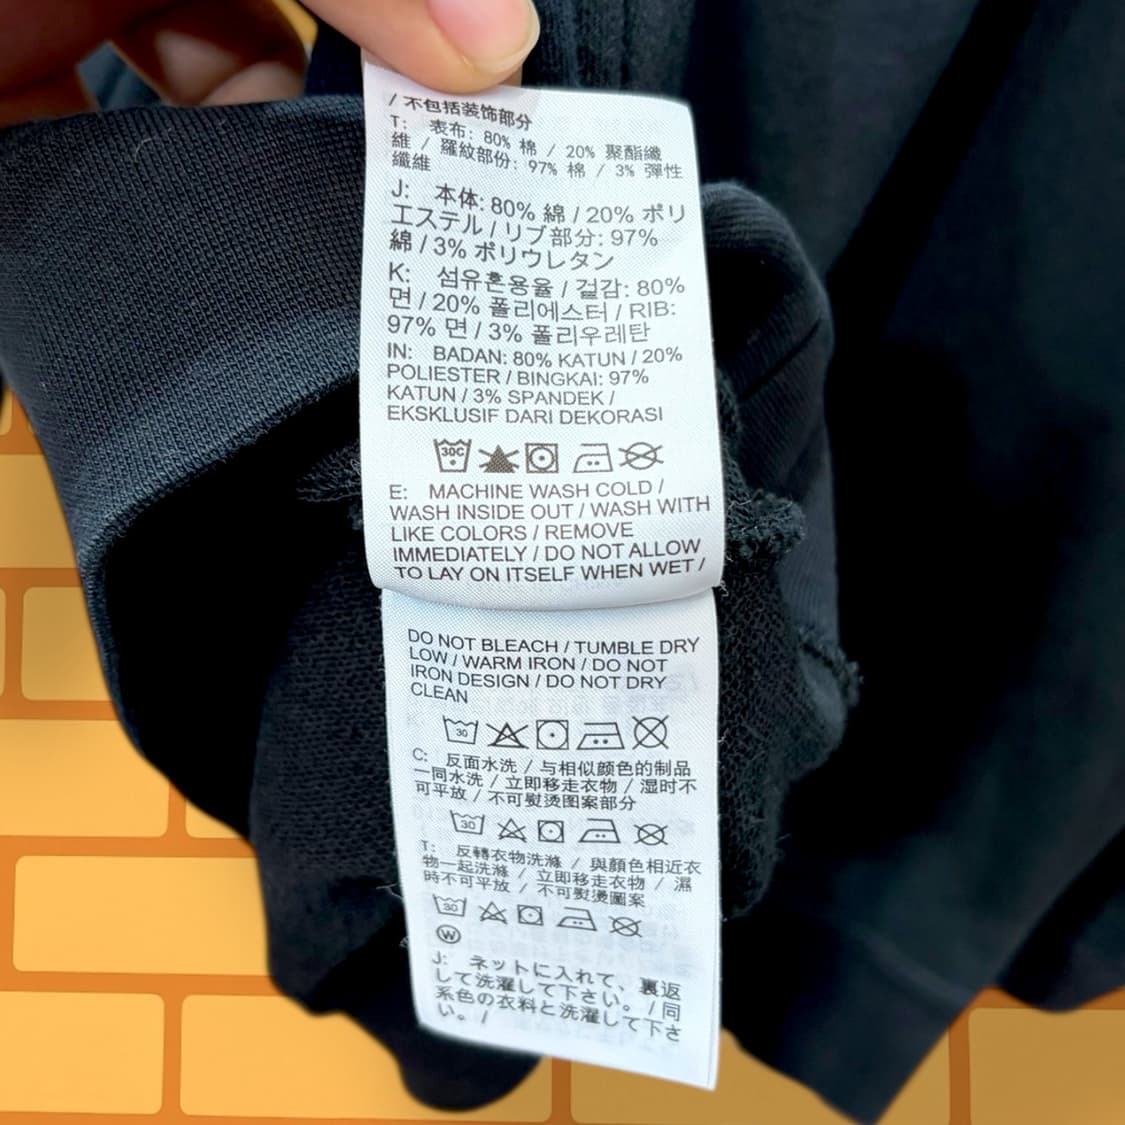 / 不包括装饰部分
T: 表布: 80% 棉 / 20% 聚酯纖
維 / 羅紋部份: 97% 棉 / 3% 彈性
纖維
J: 本体: 80% 綿 / 20% ポリ
エステル / リブ部分: 97%
綿 / 3% ポリウレタン
K: 섬유혼용율 / 겉감: 80%
면 / 20% 폴리에스터 / RIB:
97% 면 / 3% 폴리우레탄
IN: BADAN: 80% KATUN / 20%
POLIESTER / BINGKAI: 97%
KATUN / 3% SPANDEK /
EKSKLUSIF DARI DEKORASI
30C
E: MACHINE WASH COLD /
WASH INSIDE OUT / WASH WITH
LIKE COLORS / REMOVE
IMMEDIATELY / DO NOT ALLOW
TO LAY ON ITSELF WHEN WET /
DO NOT BLEACH / TUMBLE DRY
LOW / WARM IRON / DO NOT
IRON DESIGN / DO NOT DRY
CLEAN
30
C: 反面水洗 / 与相似颜色的制品
一同水洗 / 立即移走衣物 / 湿时不
可平放 / 不可熨烫图案部分
30
T: 反轉衣物洗滌 / 與顏色相近衣
物一起洗滌 / 立即移走衣物 / 濕
時不可平放 / 不可熨燙圖案
30
W
J: ネットに入れて、裏返
して洗濯して下さい。 / 同
系色の衣料と洗濯して下さ
い。 /